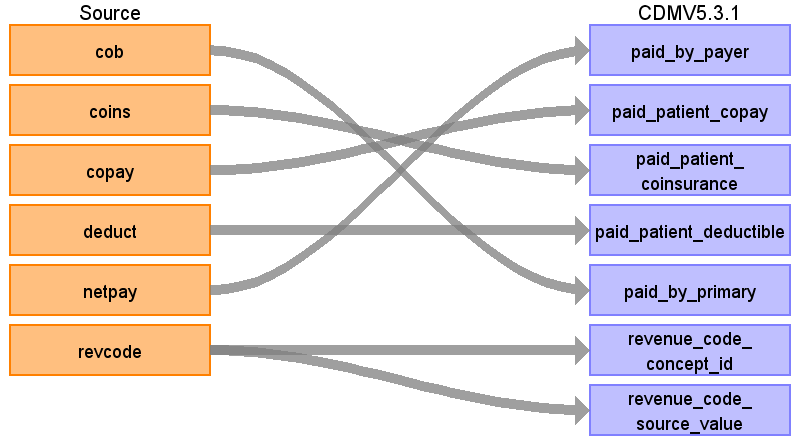 Source
CDMV5.3.1
cob
paid_by_payer
coins
paid_patient_copay
copay
paid_patient_
coinsurance
deduct
paid_patient_deductible
netpay
paid_by_primary
revcode
revenue_code_
concept_id
revenue_code_
source_value